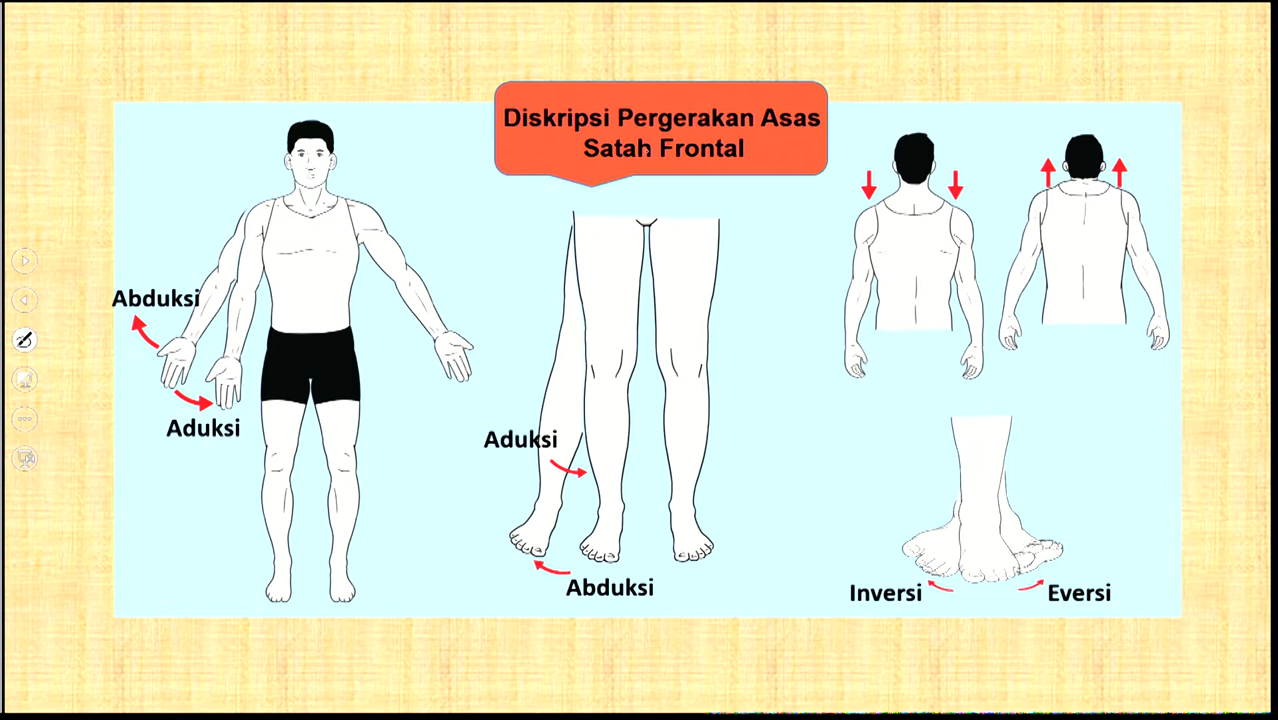 Diskripsi Pergerakan Asas
Satah Frontal
Abduksi
Aduksi
Aduksi
Abduksi
Inversi
Eversi